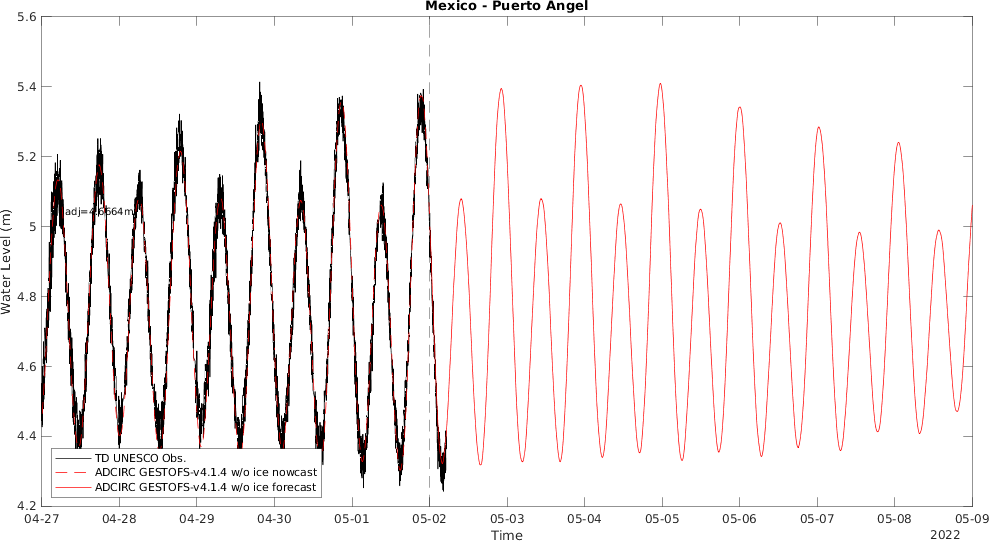 Mexico - Puerto Angel
5.6
5.4
5.2
5
4.8
4.6
4.4
4.2
Water Level (m)
adj=4.6664m
TD UNESCO Obs.
ADCIRC GESTOFS-v4.1.4 w/o ice nowcast
ADCIRC GESTOFS-v4.1.4 w/o ice forecast
04-27 04-28 04-29 04-30 05-01 05-02 05-03 05-04 05-05 05-06 05-07 05-08 05-09
Time
2022